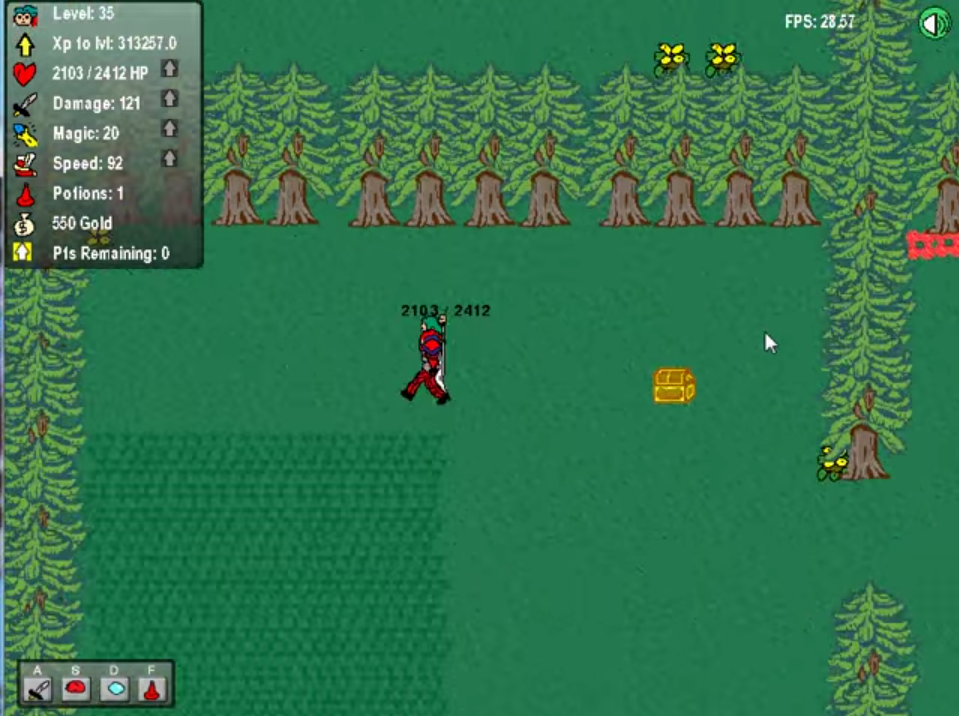 Level: 35
FPS: 28.57
Xp to lvl: 313257.0
2103 / 2412 HP
Damage: 121
Magic: 20
Speed: 92
Potions: 1
550 Gold
Pts Remaining: 0
2103 / 2412
A S D F